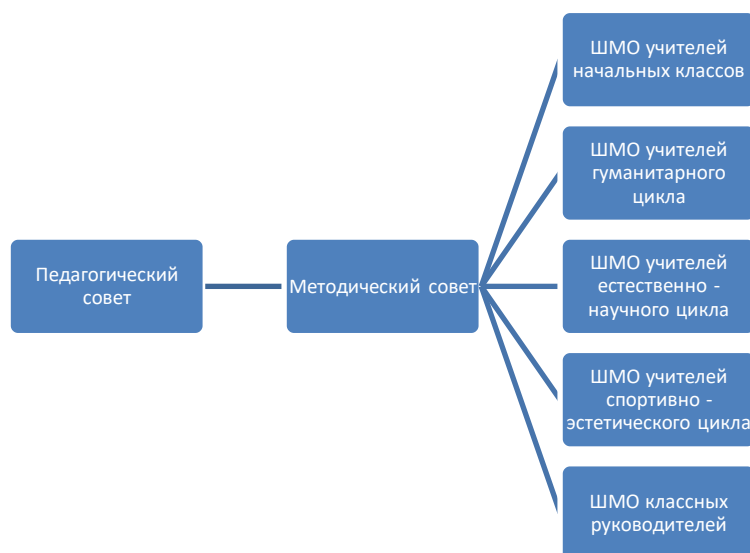 Педагогический
совет
Методический совет
ШМО учителей
начальных классов
ШМО учителей
гуманитарного
цикла
ШМО учителей
естественно -
научного цикла
ШМО учителей
спортивно -
эстетического цикла
ШМО классных
руководителей